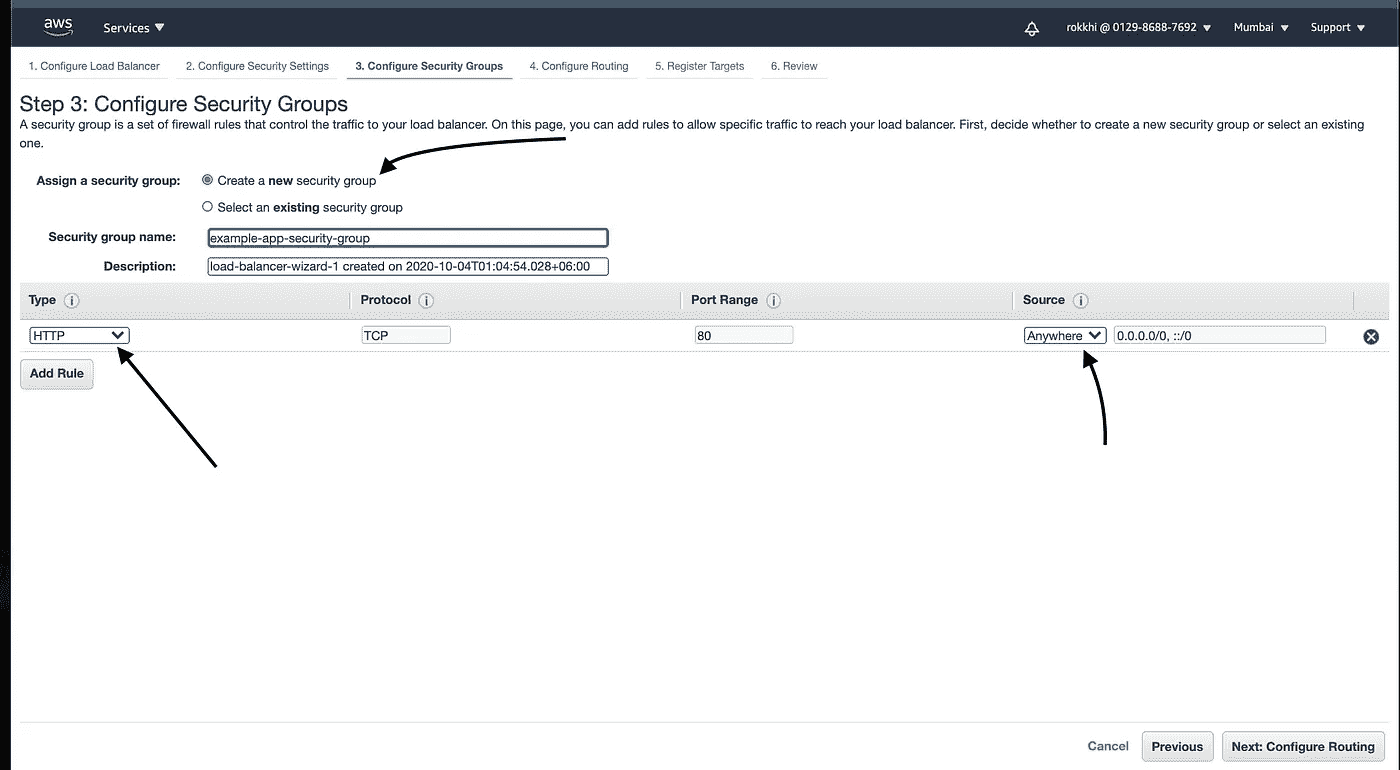 aws
Services
rokkhi @ 0129-8688-7692
Mumbai
Support
1. Configure Load Balancer
2. Configure Security Settings
3. Configure Security Groups
4. Configure Routing
5. Register Targets
6. Review
Step 3: Configure Security Groups
A security group is a set of firewall rules that control the traffic to your load balancer. On this page, you can add rules to allow specific traffic to reach your load balancer. First, decide whether to create a new security group or select an existing
one.
Assign a security group:
Create a new security group
Select an existing security group
Security group name:
example-app-security-group
Description:
load-balancer-wizard-1 created on 2020-10-04T01:04:54.028+06:00
Type i
Protocol i
Port Range i
Source i
HTTP
TCP
80
Anywhere
0.0.0.0/0, ::/0
Add Rule
Cancel
Previous
Next: Configure Routing